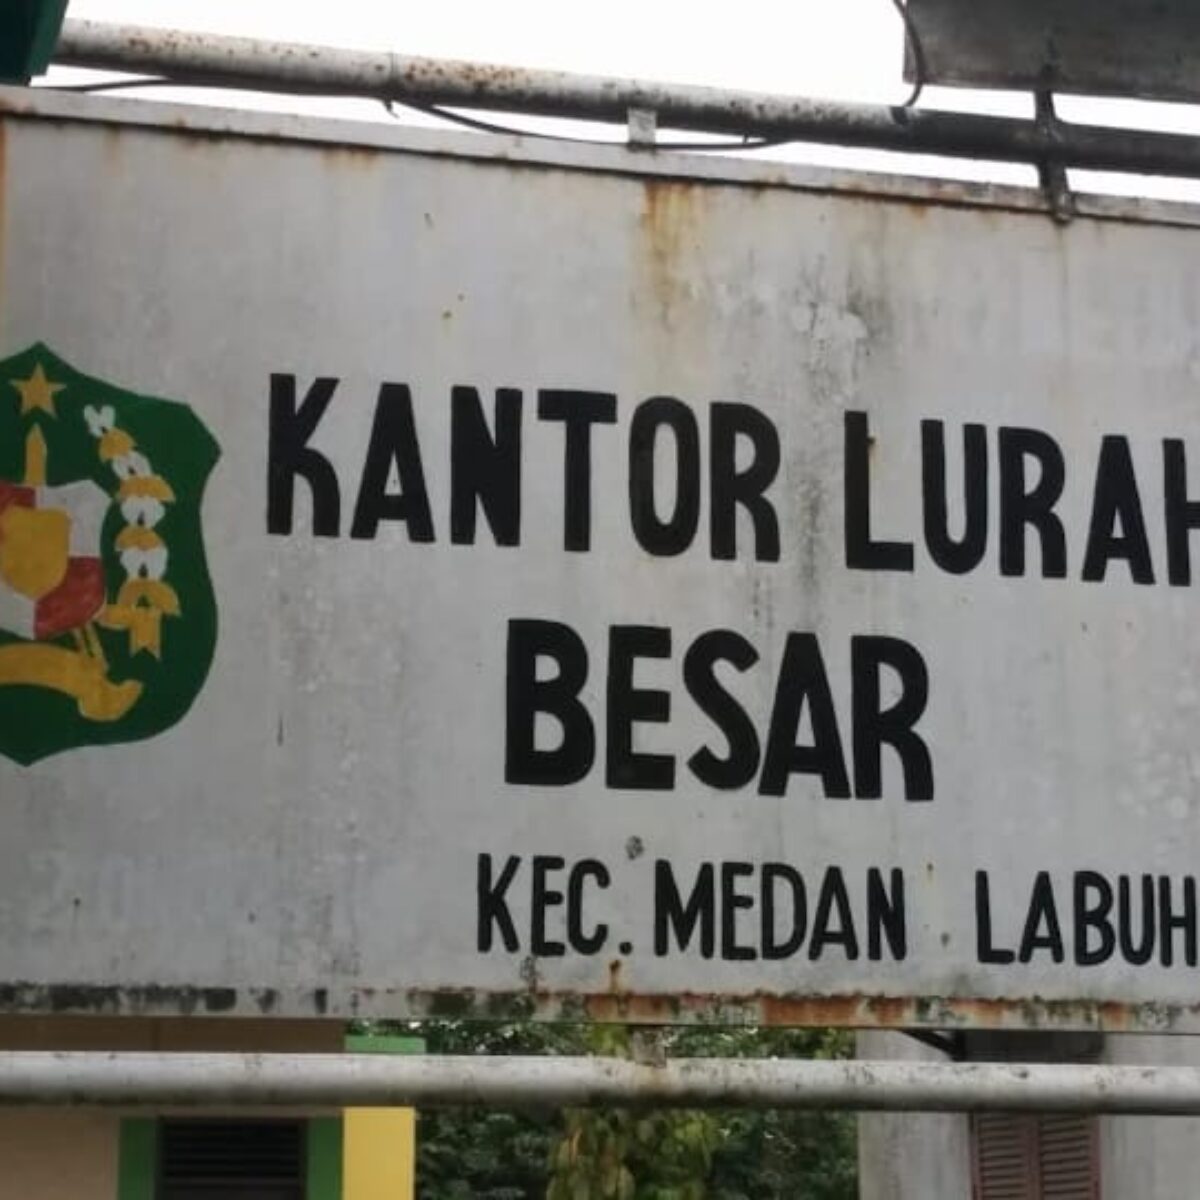 KANTOR LURAH
BESAR
KEC. MEDAN LABUH